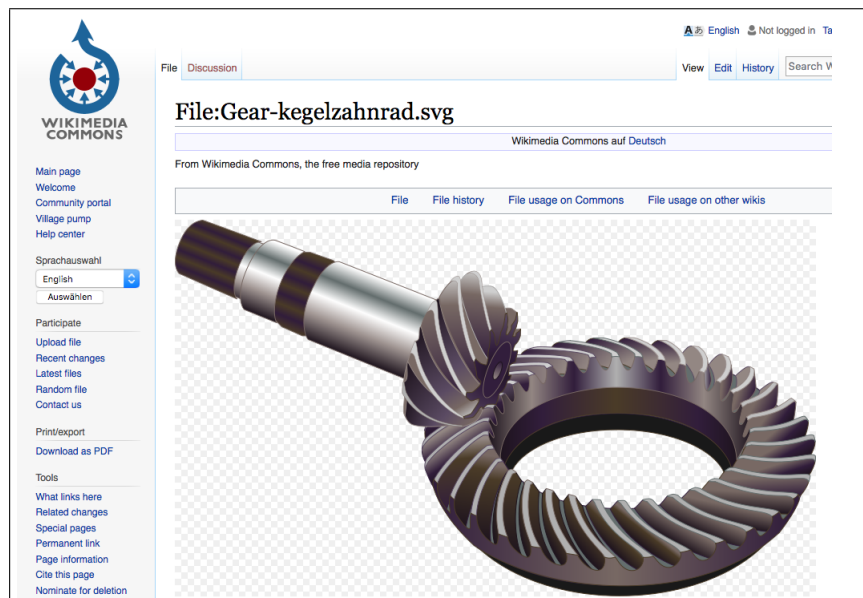 Aあ English Not logged in Ta
File Discussion View Edit History Search W
WIKIMEDIA
COMMONS
File:Gear-kegelzahnrad.svg
Wikimedia Commons auf Deutsch
From Wikimedia Commons, the free media repository
File File history File usage on Commons File usage on other wikis
Main page
Welcome
Community portal
Village pump
Help center
Sprachauswahl
English
Auswählen
Participate
Upload file
Recent changes
Latest files
Random file
Contact us
Print/export
Download as PDF
Tools
What links here
Related changes
Special pages
Permanent link
Page information
Cite this page
Nominate for deletion